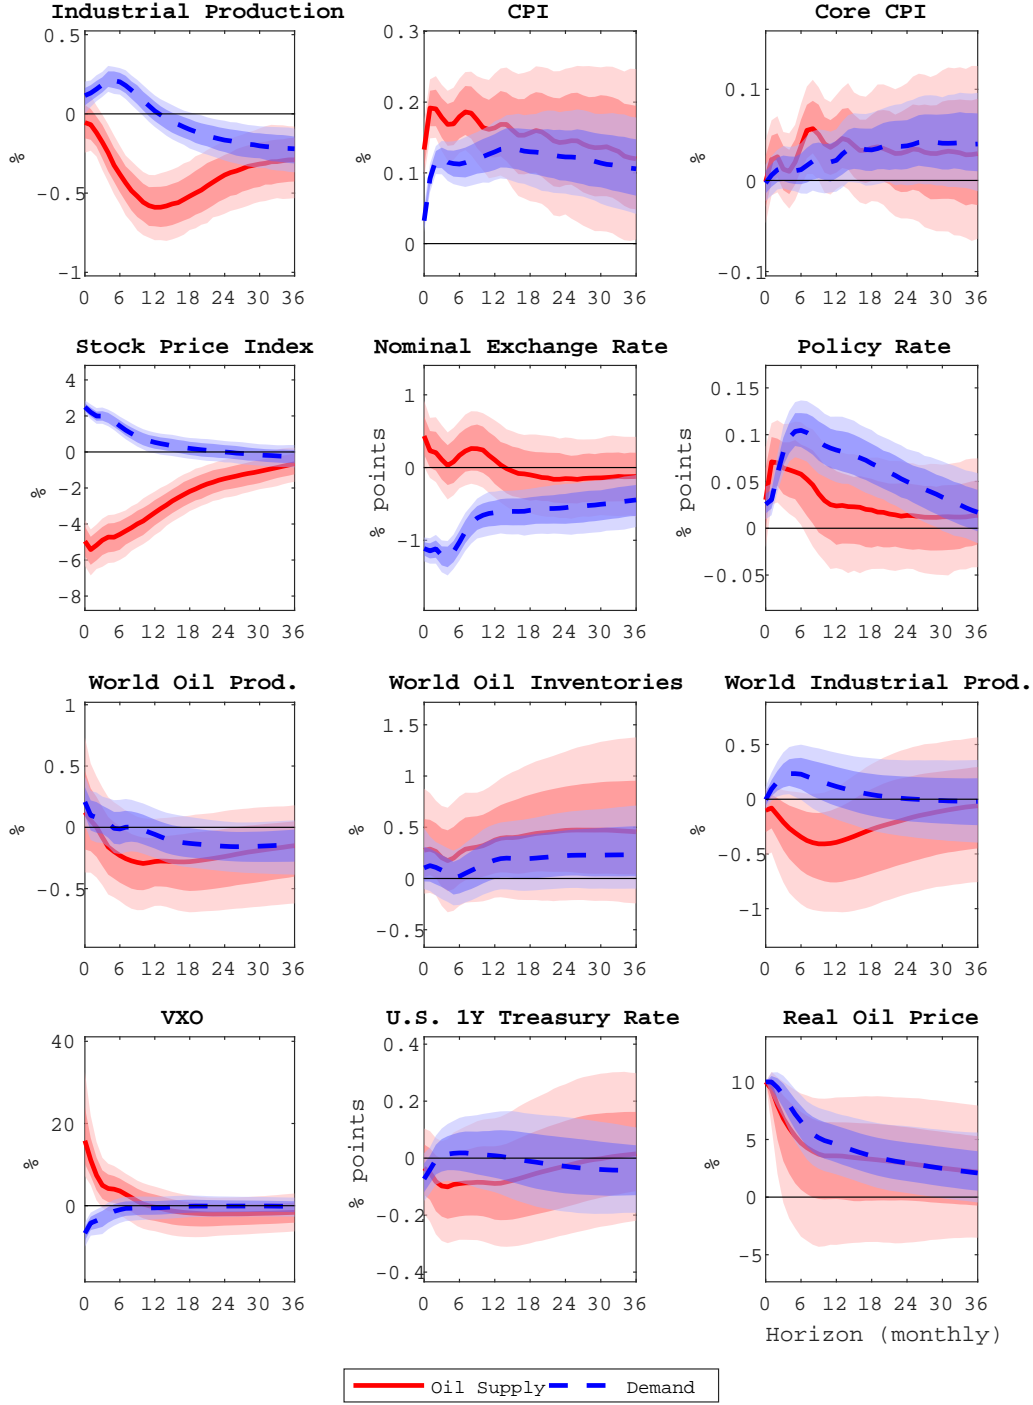 Industrial Production CPI Core CPI
0.5 0.3
0.1
0 0.2
% % %
-0.5 0.1 0
0
-1 -0.1
0 6 12 18 24 30 36 0 6 12 18 24 30 36 0 6 12 18 24 30 36
Stock Price Index Nominal Exchange Rate Policy Rate
4 1 0.15
2 0.1
0 0
% % points % points
-2 0.05
-4 -1 0
-6
-8 -0.05
0 6 12 18 24 30 36 0 6 12 18 24 30 36 0 6 12 18 24 30 36
World Oil Prod. World Oil Inventories World Industrial Prod.
1 1.5
0.5 1 0.5
0 0.5 0
% % %
-0.5 0 -0.5
-0.5 -1
0 6 12 18 24 30 36 0 6 12 18 24 30 36 0 6 12 18 24 30 36
VXO U.S. 1Y Treasury Rate Real Oil Price
40 0.4
0.2 10
20 0 5
% % points %
0 -0.2 0
-0.4 -5
0 6 12 18 24 30 36 0 6 12 18 24 30 36 0 6 12 18 24 30 36
Horizon (monthly)
Oil Supply Demand